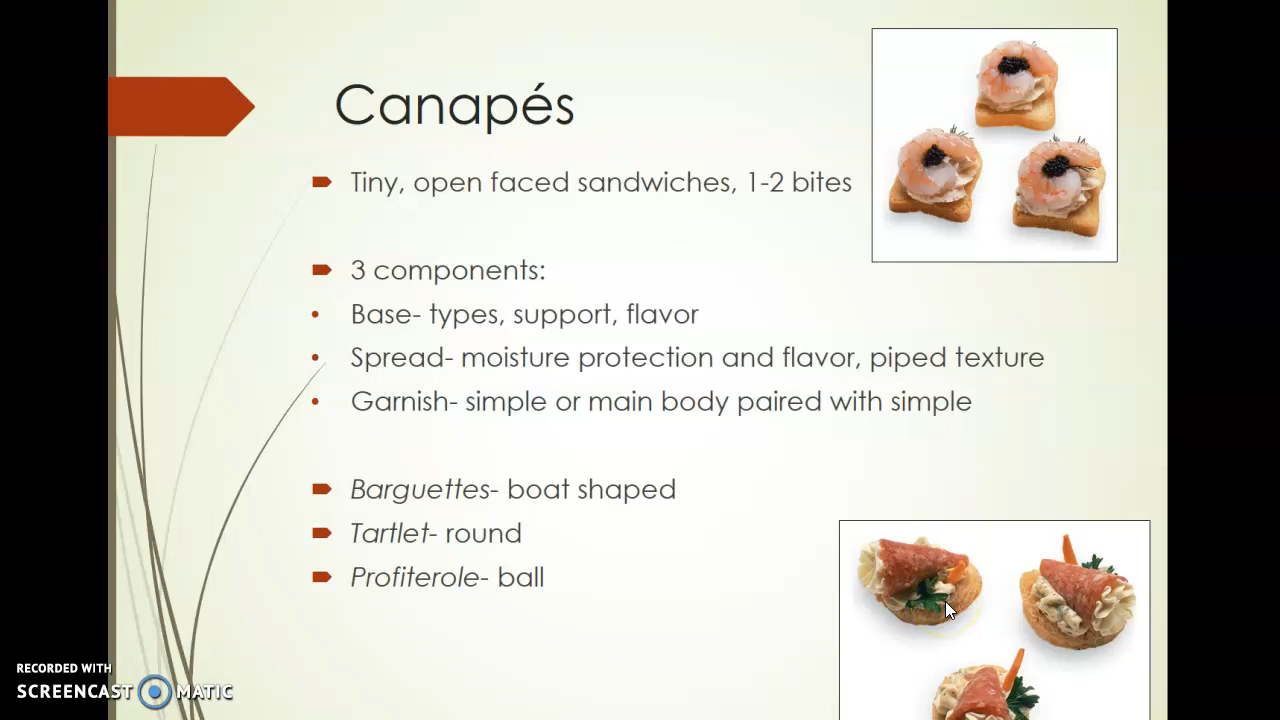 Canapés
Tiny, open faced sandwiches, 1-2 bites
3 components:
Base- types, support, flavor
Spread- moisture protection and flavor, piped texture
Garnish- simple or main body paired with simple
Barguettes- boat shaped
Tartlet- round
Profiterole- ball
RECORDED WITH
SCREENCAST MATIC